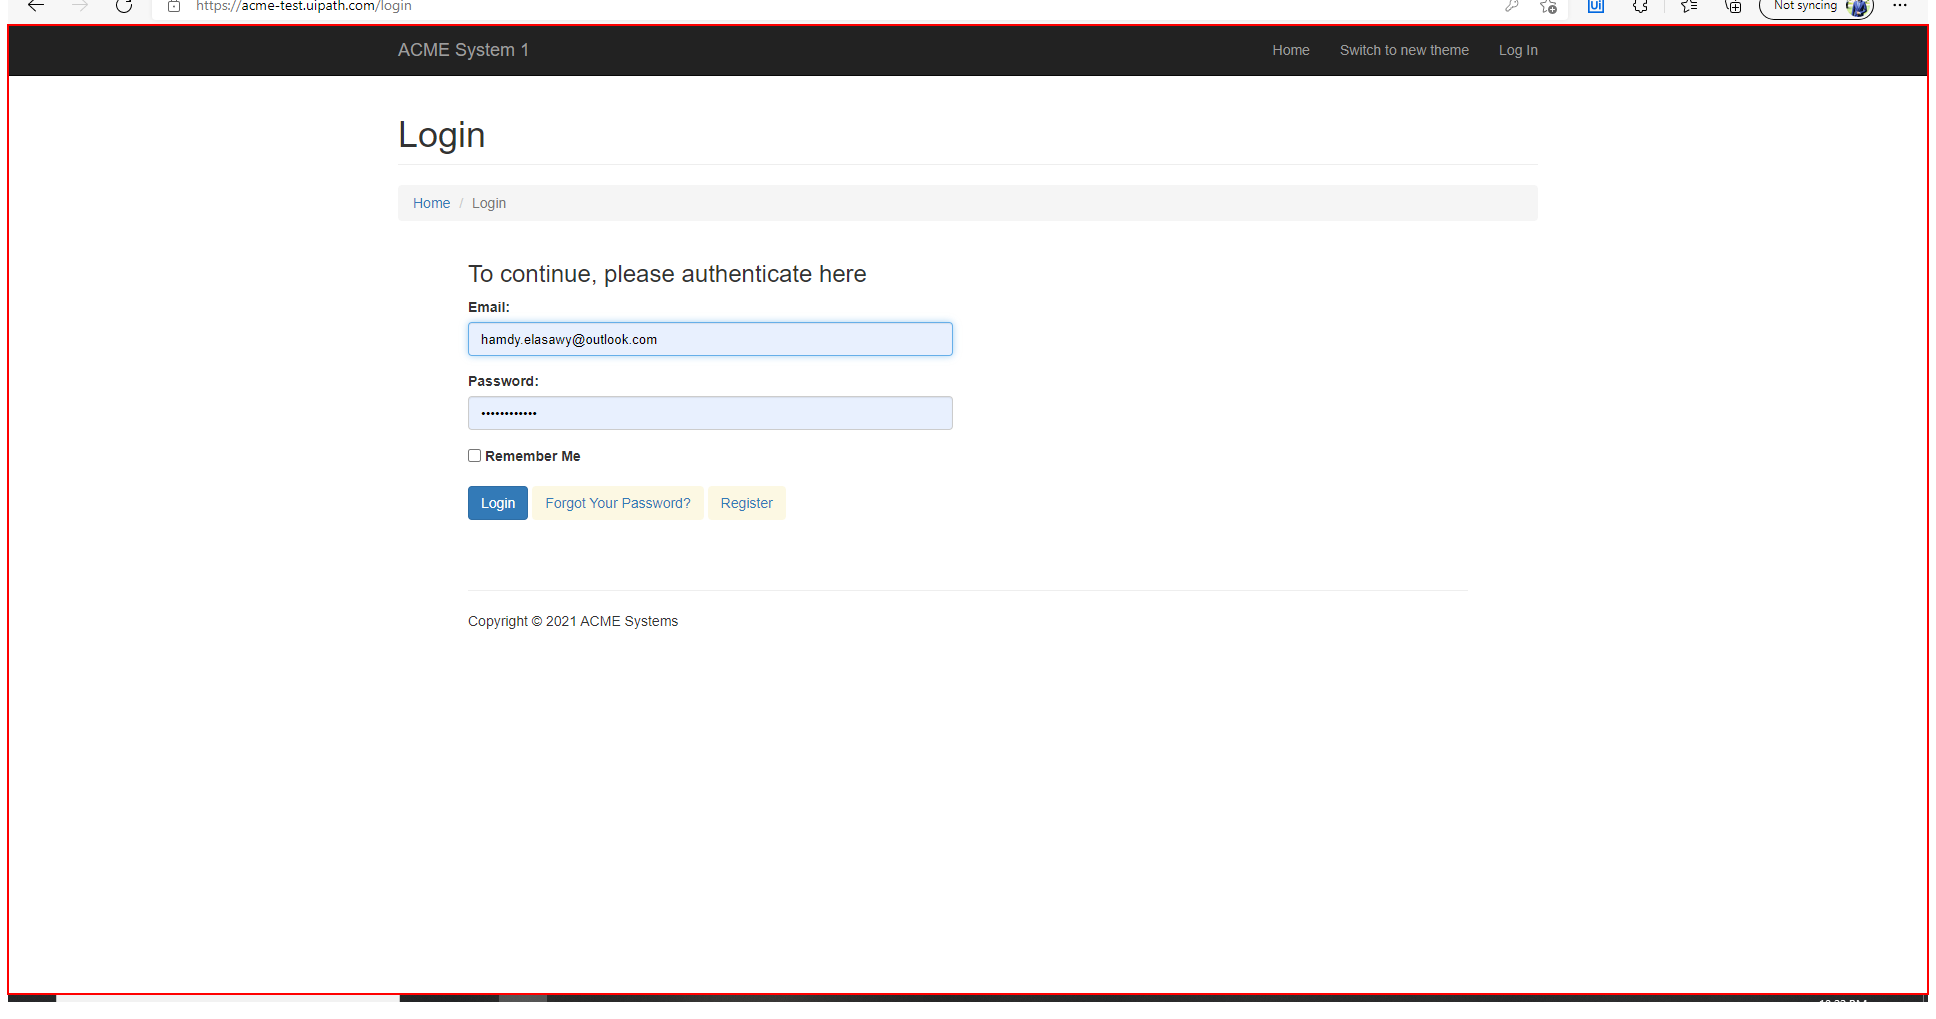 https://acme-test.uipath.com/login
Ui
Not syncing
ACME System 1
Home
Switch to new theme
Log In
Login
Home / Login
To continue, please authenticate here
Email:
hamdy.elasawy@outlook.com
Password:
••••••••••••
Remember Me
Login
Forgot Your Password?
Register
Copyright © 2021 ACME Systems